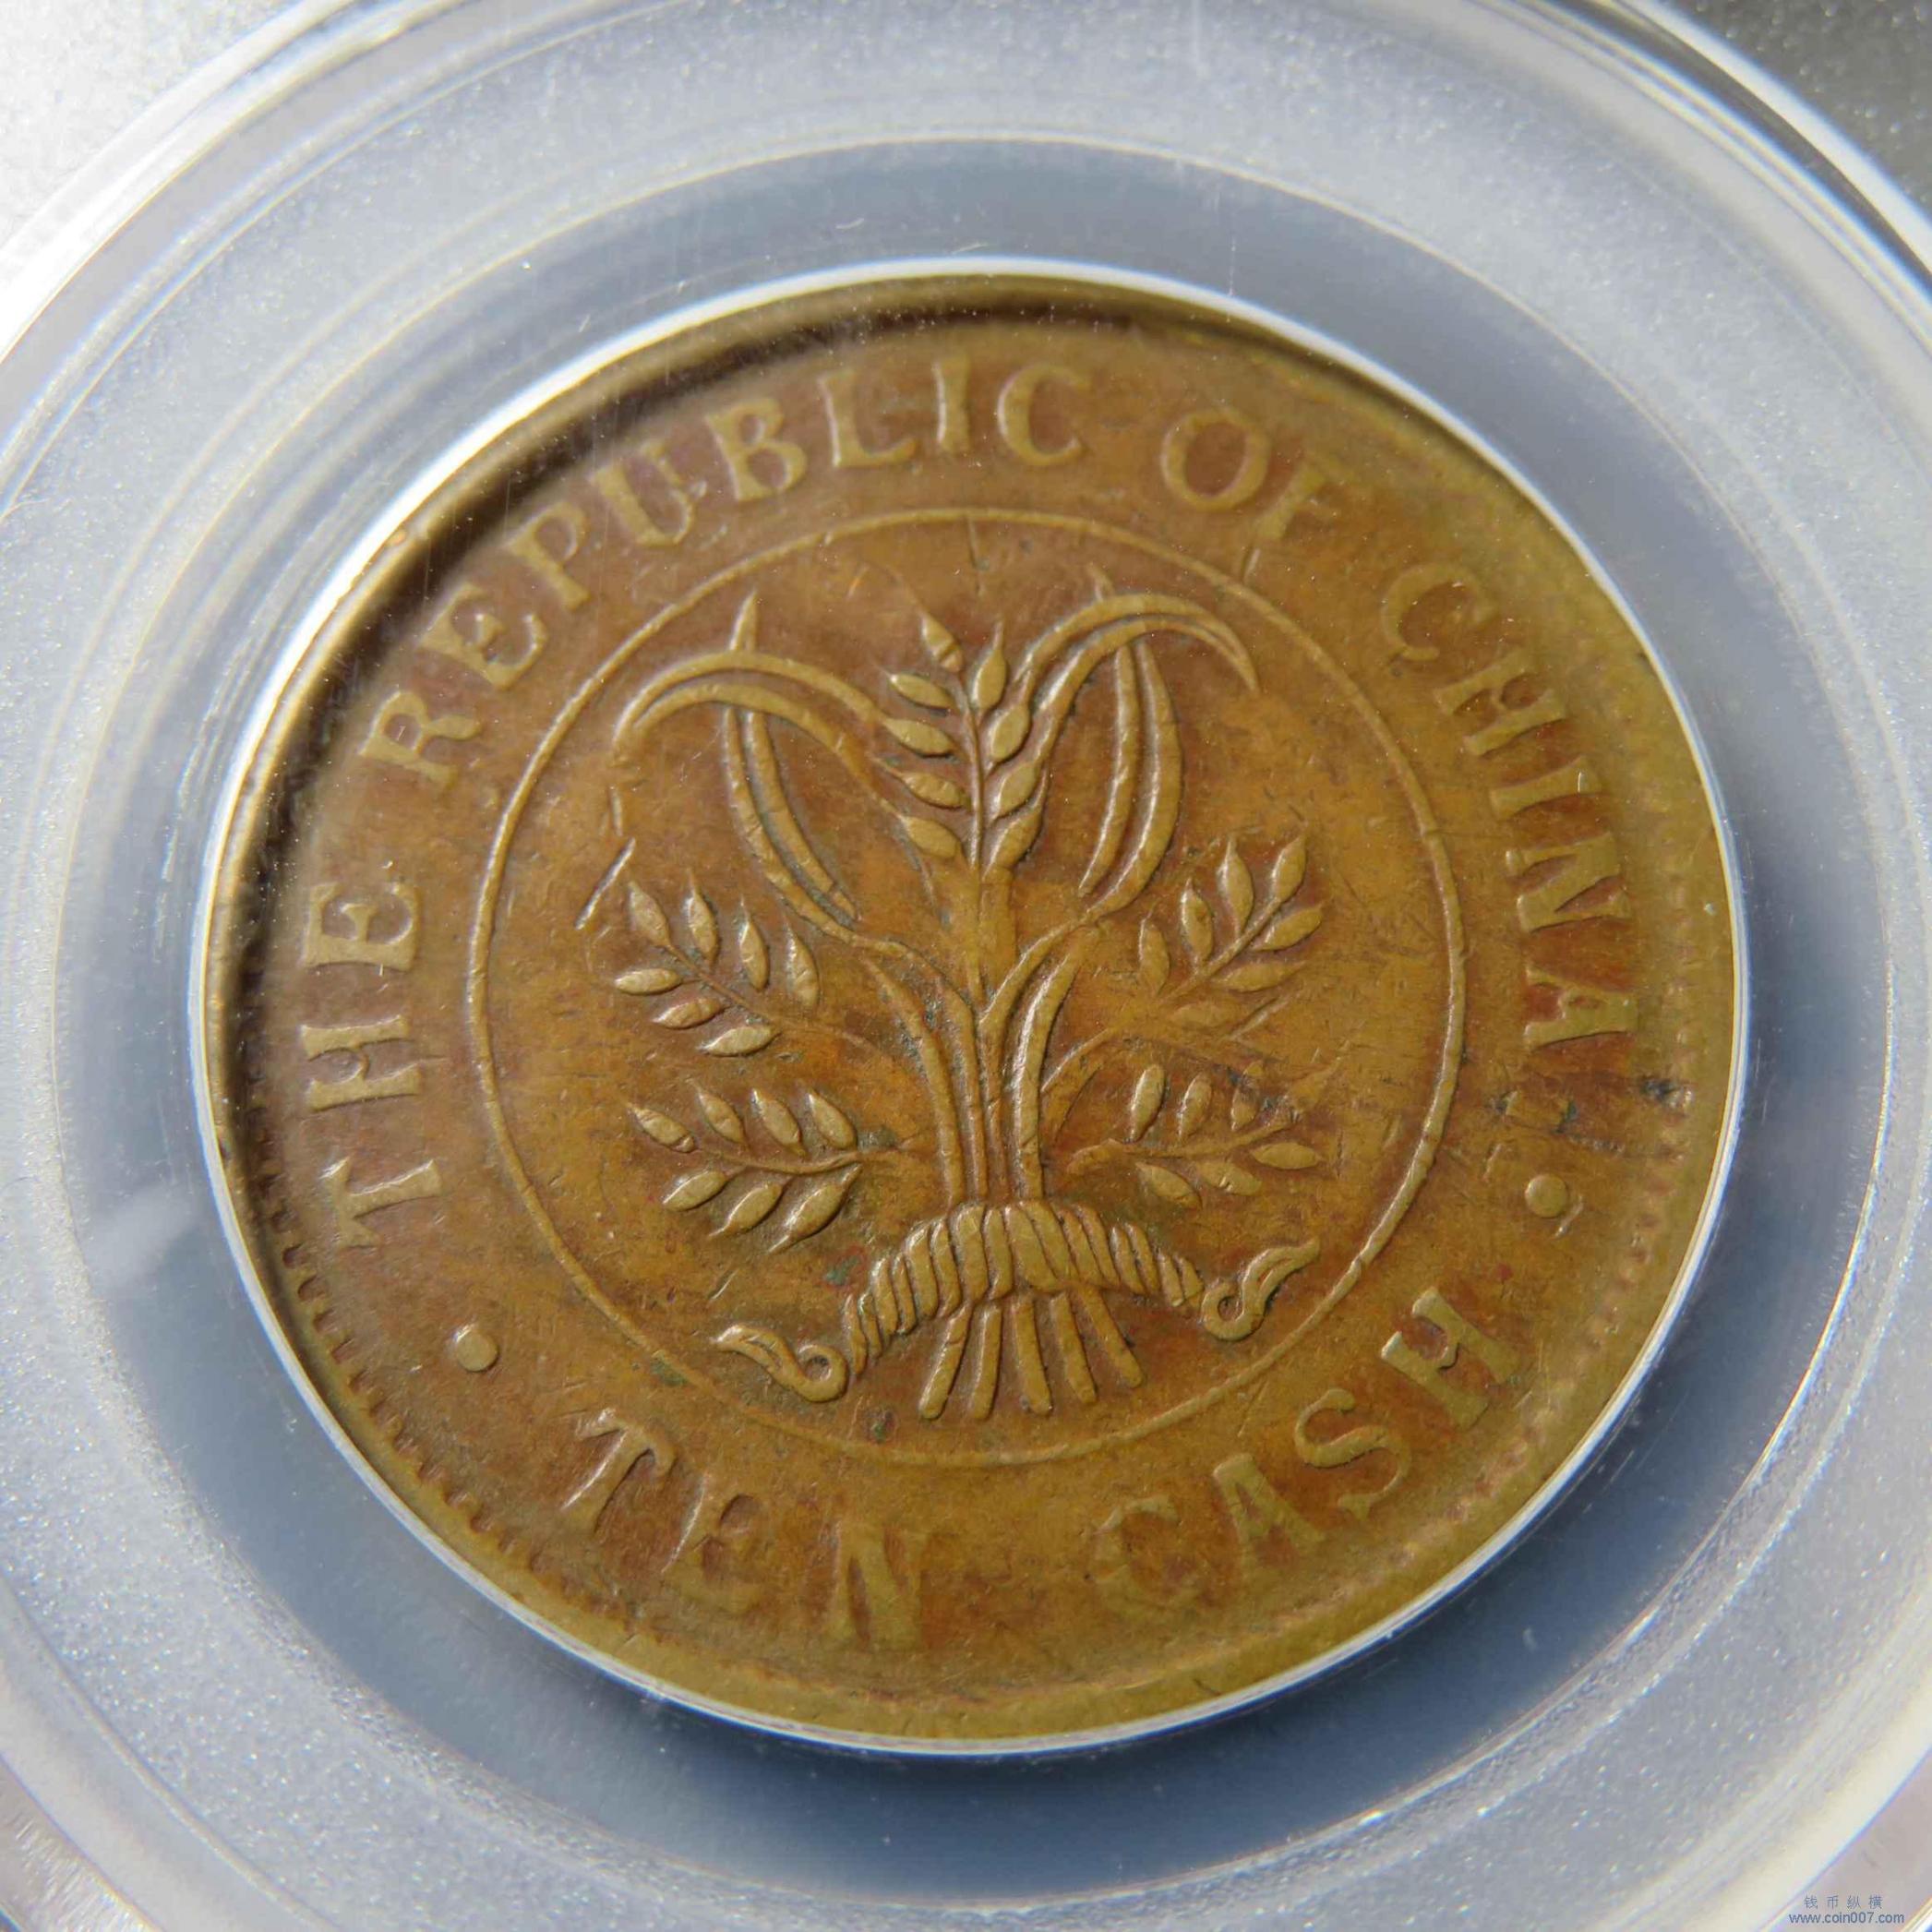 THE REPUBLIC OF CHINA.
TEN CASH
钱币纵横
www.coin007.com